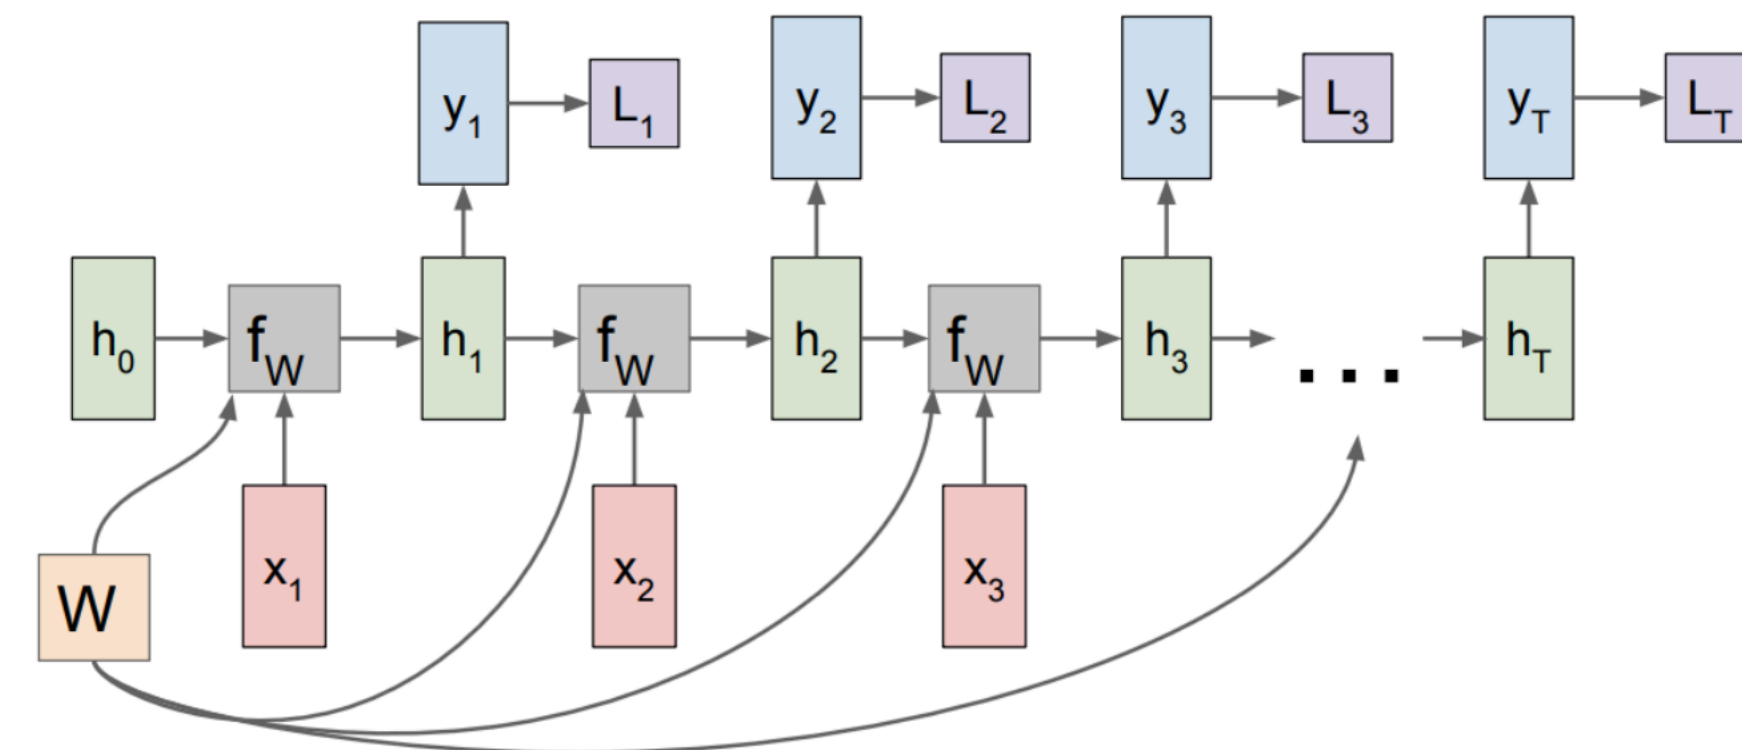 y1 L1 y2 L2 y3 L3 yT LT
h0 fW h1 fW h2 fW h3 ... hT
W x1 x2 x3